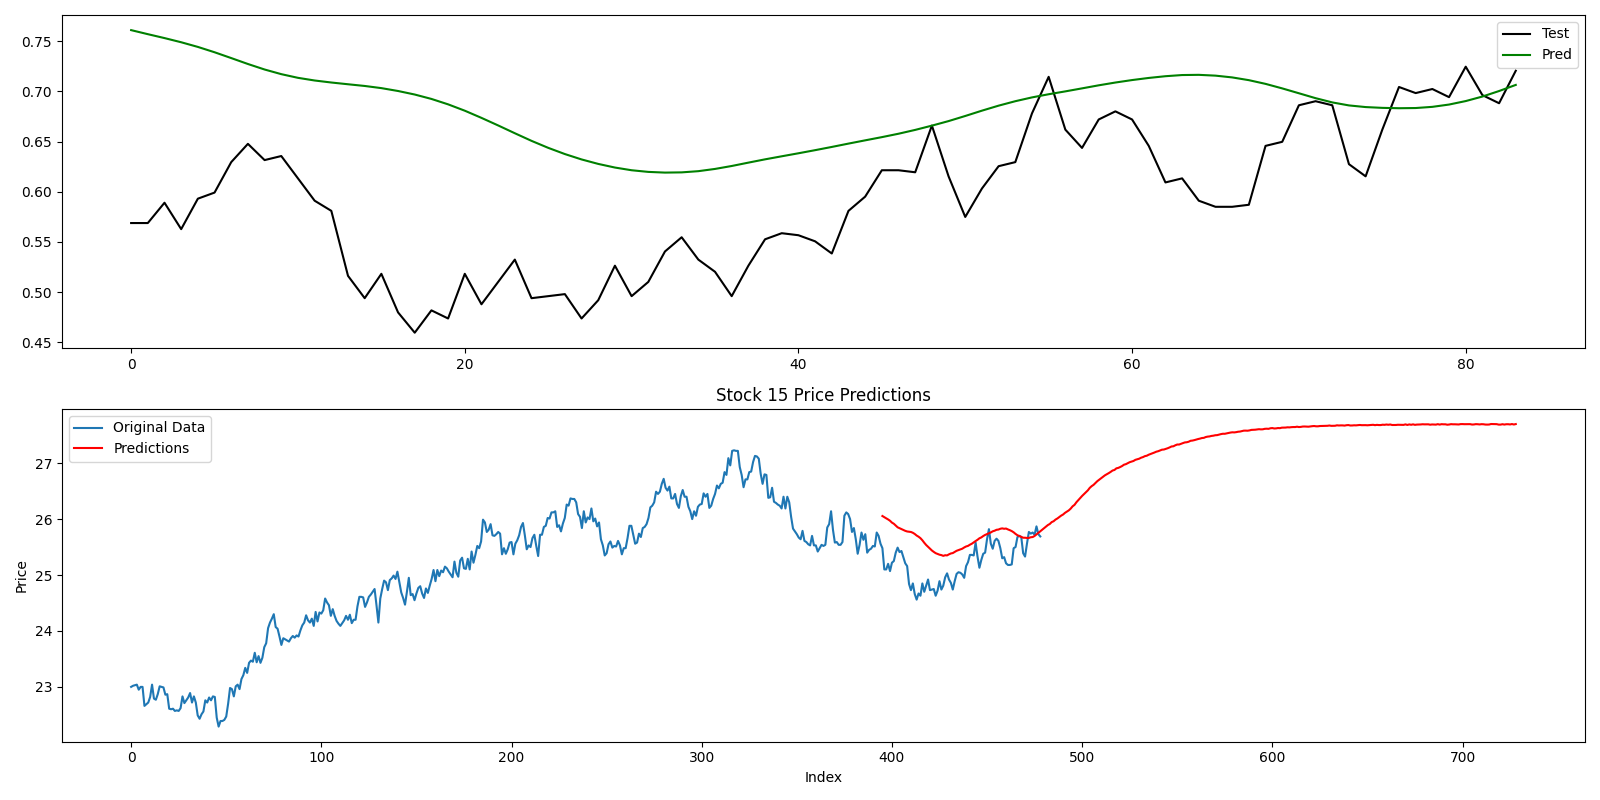 0.75
0.70
0.65
0.60
0.55
0.50
0.45
Test
Pred
0 20 40 60 80
Stock 15 Price Predictions
Original Data
Predictions
Price
27
26
25
24
23
0 100 200 300 400 500 600 700
Index